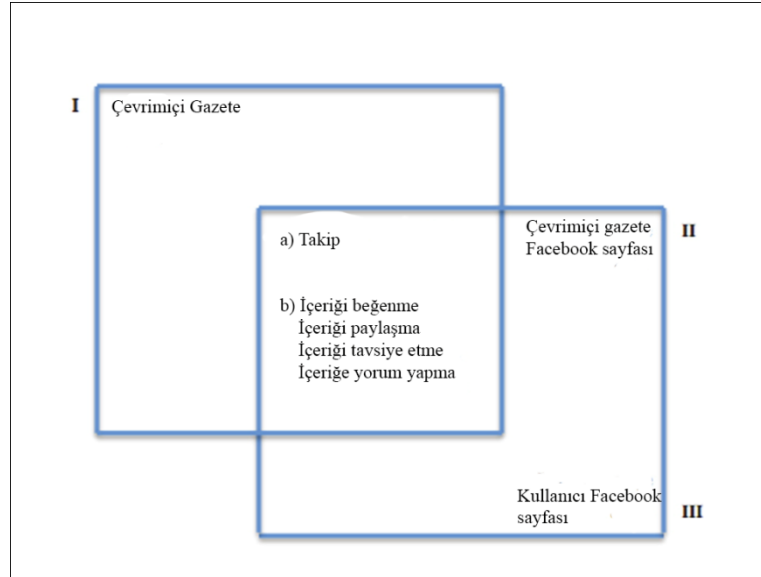 I
Çevrimiçi Gazete
Çevrimiçi gazete
Facebook sayfası
II
a) Takip
b) İçeriği beğenme
İçeriği paylaşma
İçeriği tavsiye etme
İçeriğe yorum yapma
Kullanıcı Facebook
sayfası
III